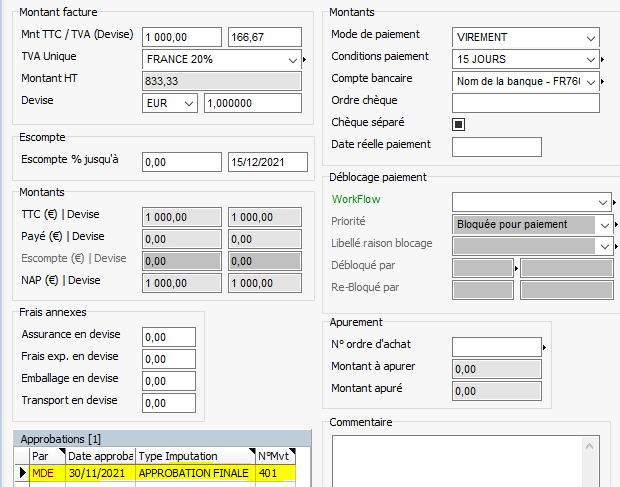 Montant facture
Mnt TTC / TVA (Devise) 1 000,00 166,67
TVA Unique FRANCE 20%
Montant HT 833,33
Devise EUR 1,000000
Escompte
Escompte % jusqu'à 0,00 15/12/2021
Montants
TTC (€) | Devise 1 000,00 1 000,00
Payé (€) | Devise 0,00 0,00
Escompte (€) | Devise 0,00 0,00
NAP (€) | Devise 1 000,00 1 000,00
Frais annexes
Assurance en devise 0,00
Frais exp. en devise 0,00
Emballage en devise 0,00
Transport en devise 0,00
Approbations [1]
Par Date approba Type Imputation N°Mvt
MDE 30/11/2021 APPROBATION FINALE 401
Montants
Mode de paiement VIREMENT
Conditions paiement 15 JOURS
Compte bancaire Nom de la banque - FR76
Ordre chèque
Chèque séparé
Date réelle paiement
Déblocage paiement
WorkFlow
Priorité Bloquée pour paiement
Libellé raison blocage
Débloqué par
Re-Bloqué par
Apurement
N° ordre d'achat
Montant à apurer 0,00
Montant apuré 0,00
Commentaire